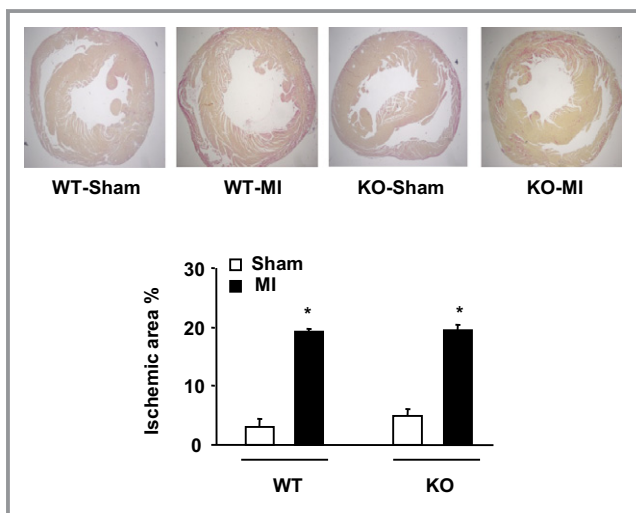 WT-Sham WT-MI KO-Sham KO-MI
Sham
MI
Ischemic area %
30
20
10
0
* *
WT KO